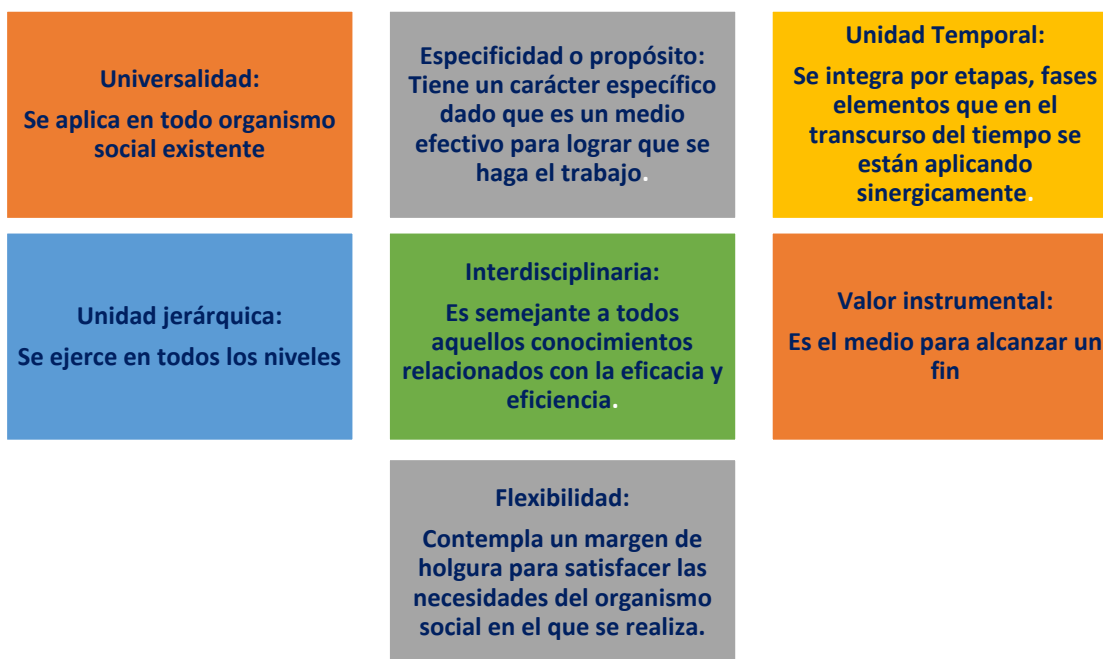 Universalidad:
Se aplica en todo organismo
social existente
Especificidad o propósito:
Tiene un carácter específico
dado que es un medio
efectivo para lograr que se
haga el trabajo.
Unidad Temporal:
Se integra por etapas, fases
elementos que en el
transcurso del tiempo se
están aplicando
sinergicamente.
Unidad jerárquica:
Se ejerce en todos los niveles
Interdisciplinaria:
Es semejante a todos
aquellos conocimientos
relacionados con la eficacia y
eficiencia.
Valor instrumental:
Es el medio para alcanzar un
fin
Flexibilidad:
Contempla un margen de
holgura para satisfacer las
necesidades del organismo
social en el que se realiza.